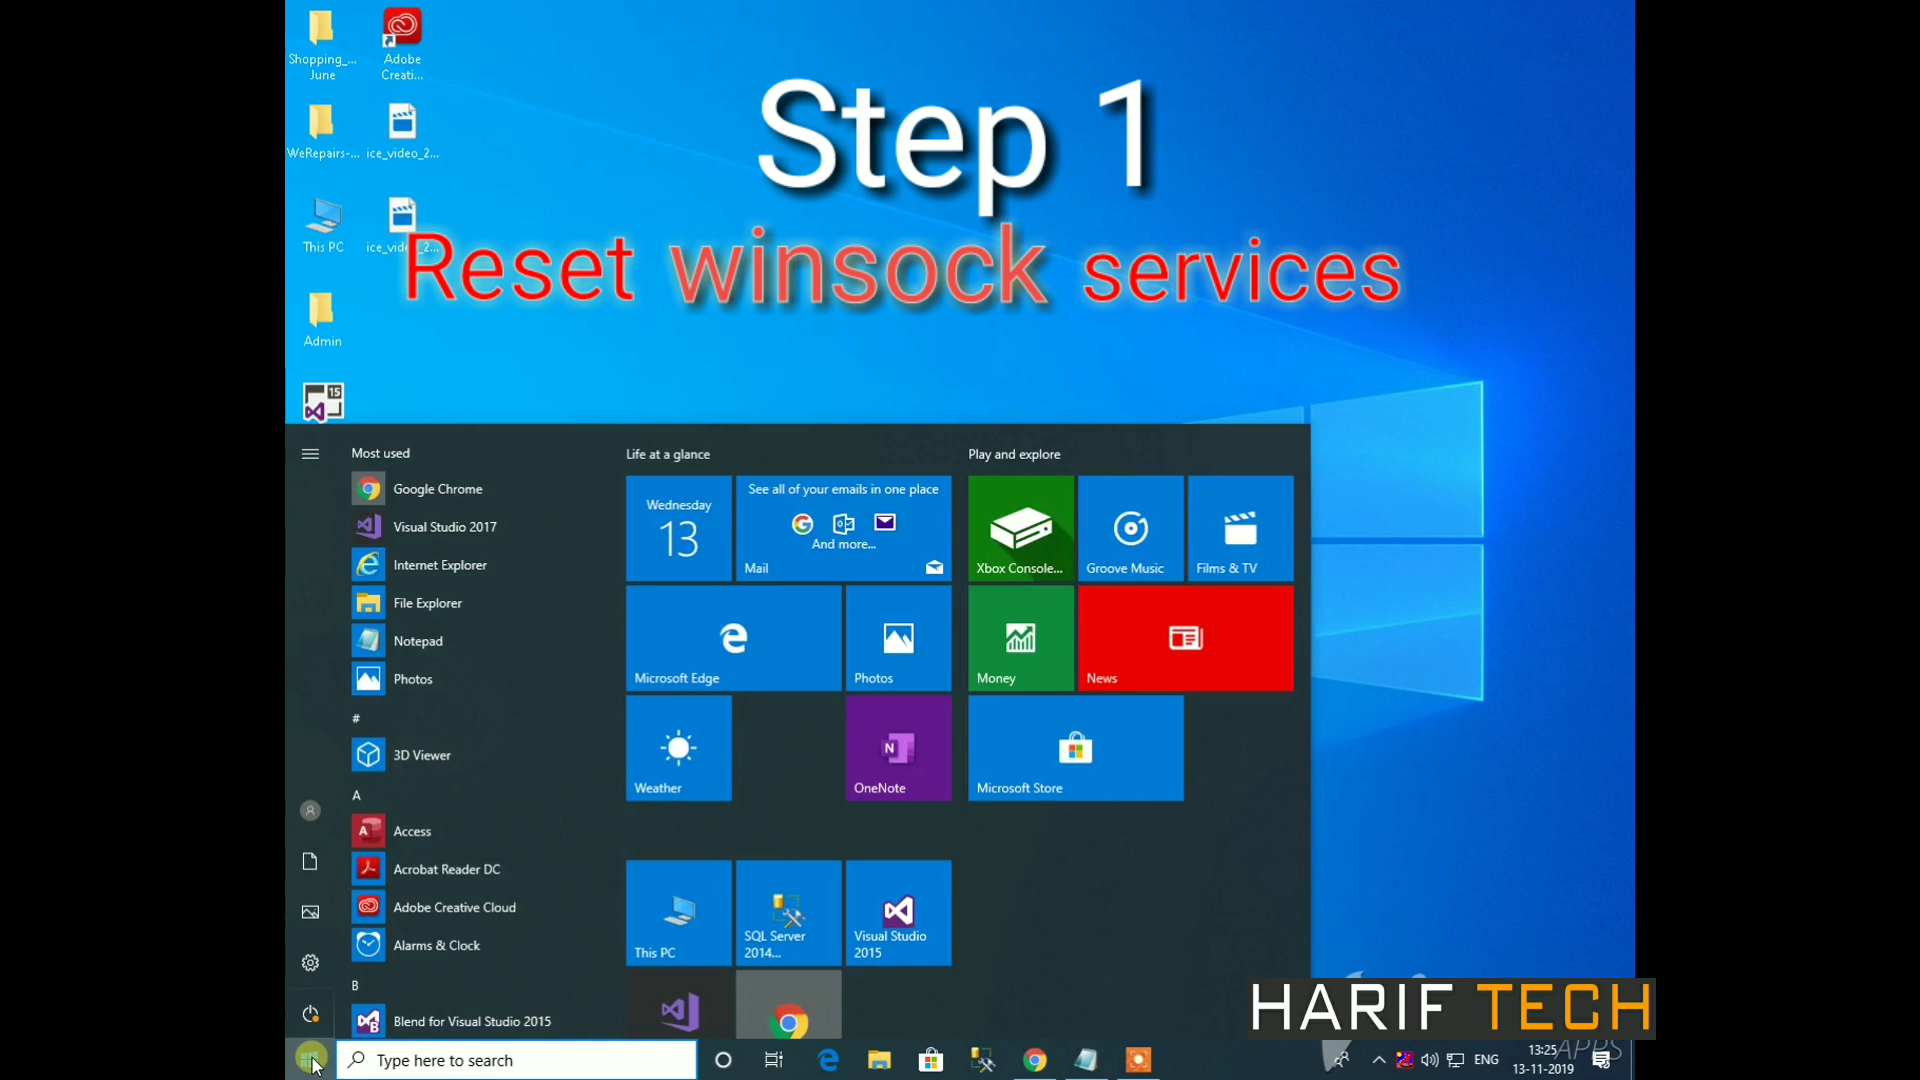 Shopping_...
June
Adobe
Creati...
WeRepairs-...
ice_video_2...
This PC
ice_video_2...
Admin
15
Step 1
Reset winsock services
Most used
Google Chrome
Visual Studio 2017
Internet Explorer
File Explorer
Notepad
Photos
#
3D Viewer
A
Access
Acrobat Reader DC
Adobe Creative Cloud
Alarms & Clock
B
Blend for Visual Studio 2015
Life at a glance
Wednesday
13
See all of your emails in one place
And more...
Mail
Microsoft Edge
Photos
Weather
OneNote
This PC
SQL Server
2014...
Visual Studio
2015
Play and explore
Xbox Console...
Groove Music
Films & TV
Money
News
Microsoft Store
HARIF TECH
APPS
Type here to search
ENG
13:25
13-11-2019